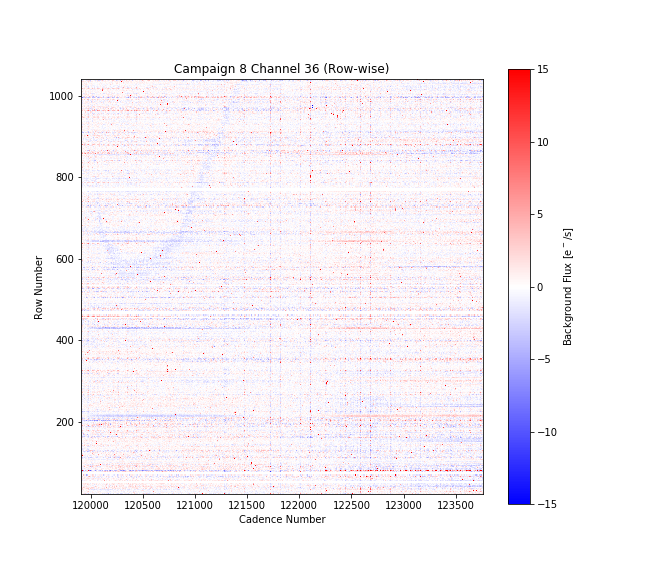 Campaign 8 Channel 36 (Row-wise)
1000
800
600
400
200
Row Number
120000 120500 121000 121500 122000 122500 123000 123500
Cadence Number
15
10
5
0
−5
−10
−15
Background Flux [e⁻/s]